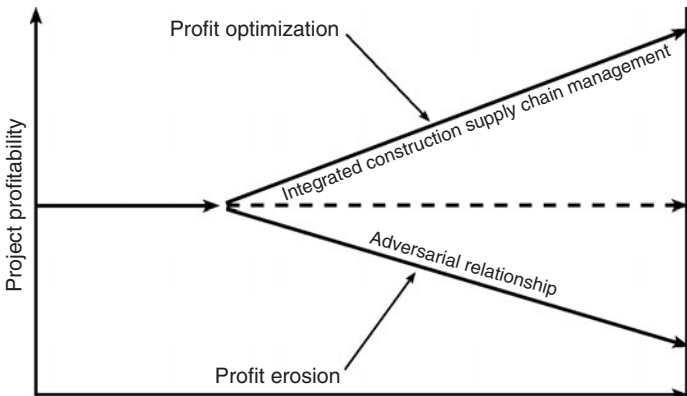 Profit optimization
Integrated construction supply chain management
Project profitability
Adversarial relationship
Profit erosion